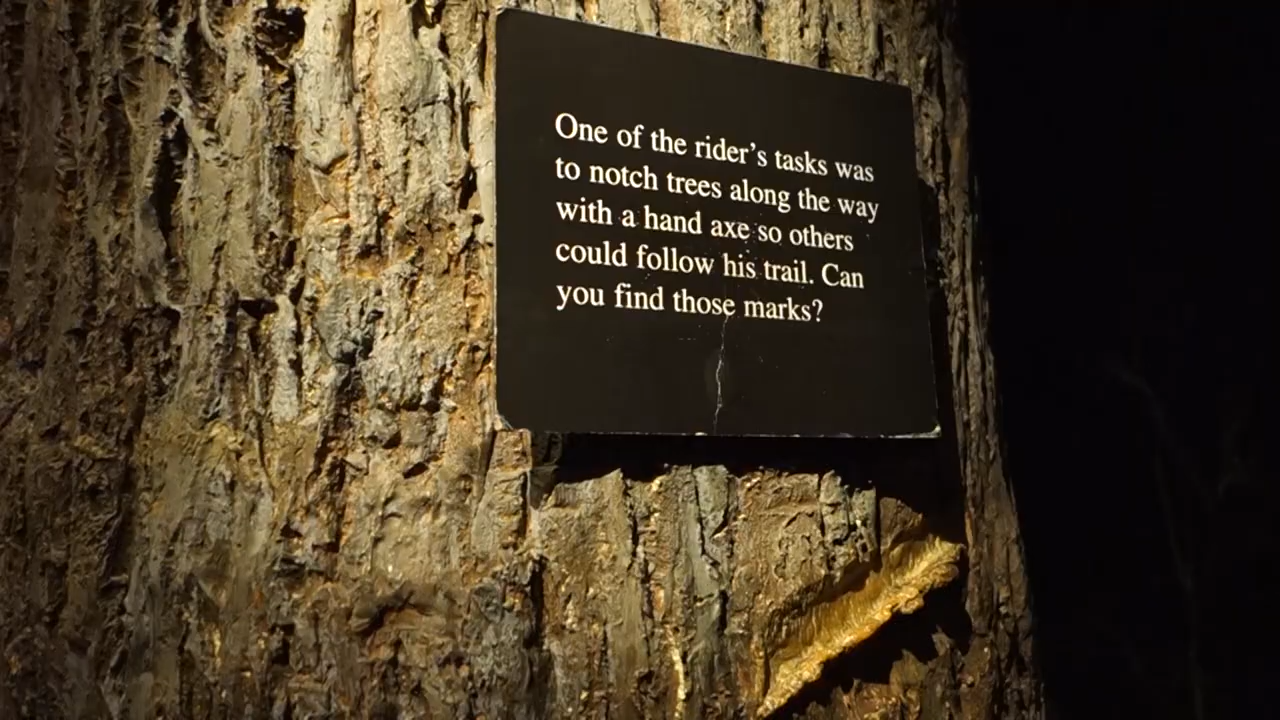 One of the rider's tasks was
to notch trees along the way
with a hand axe so others
could follow his trail. Can
you find those marks?